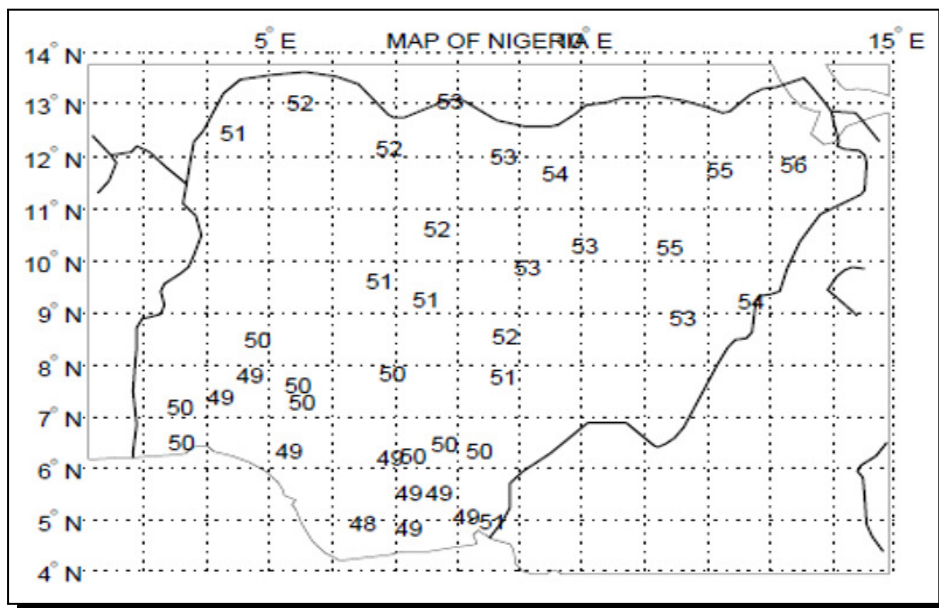 5° E MAP OF NIGERIA 10° E 15° E
14° N
13° N 52 53
51
52 53
12° N 54 55 56
11° N
52
53 55
10° N 53
51
51 54
9° N 53
52
50
8° N
49 50 51
50
49 50
50
7° N
50 50
49 49 50 50
6° N
49 49
5° N 48 49 49 51
4° N